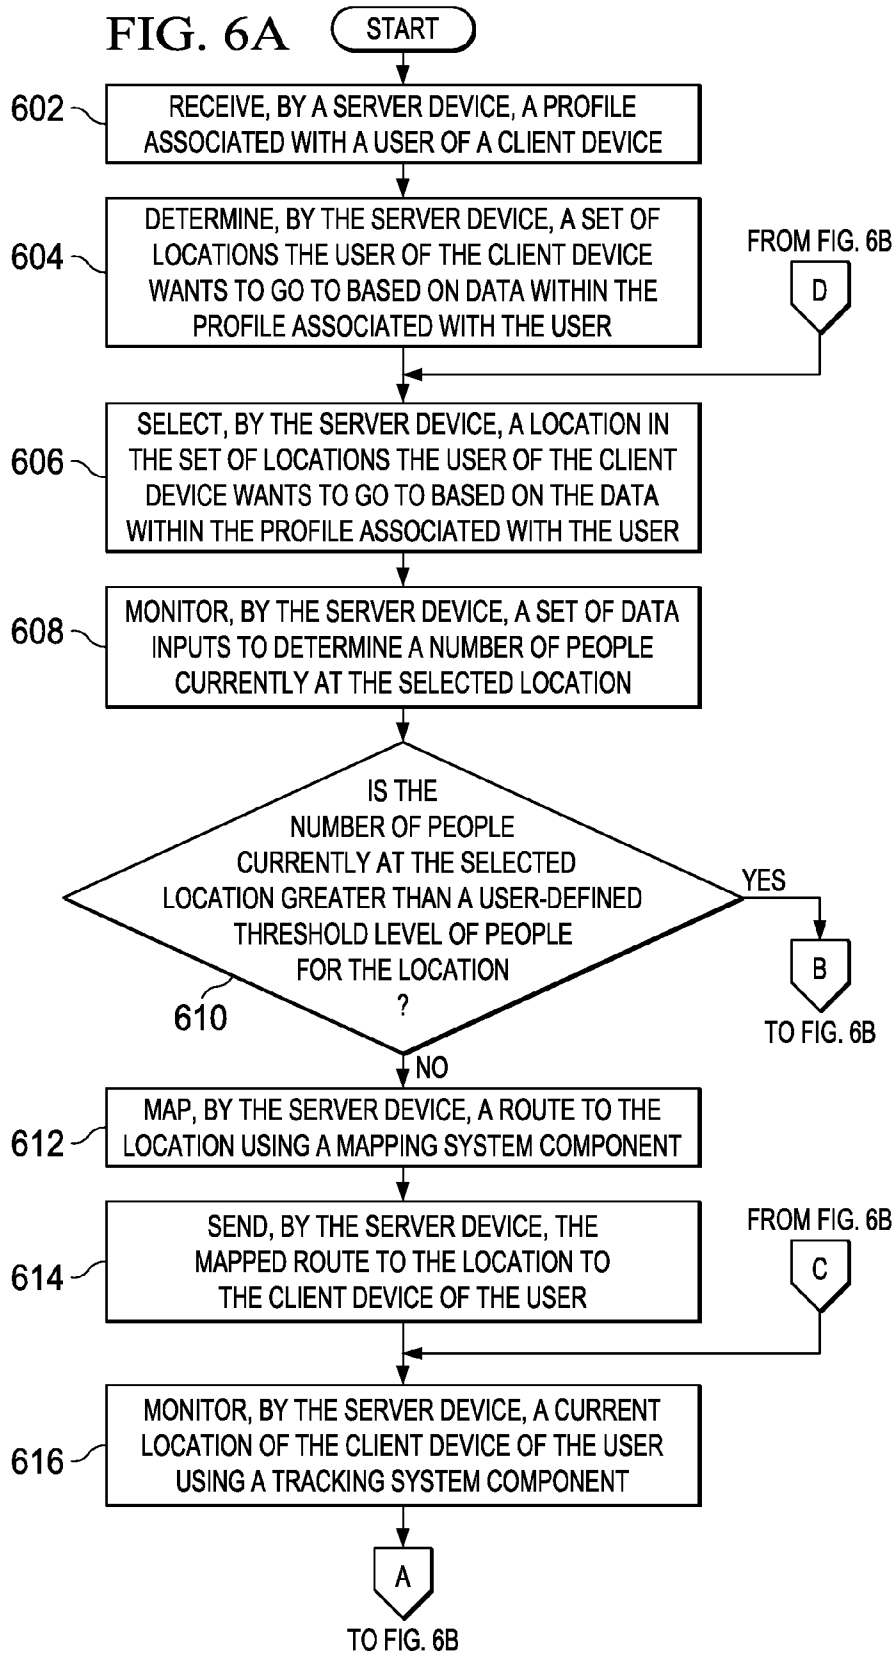 FIG. 6A
START
602
RECEIVE, BY A SERVER DEVICE, A PROFILE
ASSOCIATED WITH A USER OF A CLIENT DEVICE
604
DETERMINE, BY THE SERVER DEVICE, A SET OF
LOCATIONS THE USER OF THE CLIENT DEVICE
WANTS TO GO TO BASED ON DATA WITHIN THE
PROFILE ASSOCIATED WITH THE USER
FROM FIG. 6B
D
606
SELECT, BY THE SERVER DEVICE, A LOCATION IN
THE SET OF LOCATIONS THE USER OF THE CLIENT
DEVICE WANTS TO GO TO BASED ON THE DATA
WITHIN THE PROFILE ASSOCIATED WITH THE USER
608
MONITOR, BY THE SERVER DEVICE, A SET OF DATA
INPUTS TO DETERMINE A NUMBER OF PEOPLE
CURRENTLY AT THE SELECTED LOCATION
IS THE
NUMBER OF PEOPLE
CURRENTLY AT THE SELECTED
LOCATION GREATER THAN A USER-DEFINED
THRESHOLD LEVEL OF PEOPLE
FOR THE LOCATION
?
610
YES
B
TO FIG. 6B
NO
612
MAP, BY THE SERVER DEVICE, A ROUTE TO THE
LOCATION USING A MAPPING SYSTEM COMPONENT
614
SEND, BY THE SERVER DEVICE, THE
MAPPED ROUTE TO THE LOCATION TO
THE CLIENT DEVICE OF THE USER
FROM FIG. 6B
C
616
MONITOR, BY THE SERVER DEVICE, A CURRENT
LOCATION OF THE CLIENT DEVICE OF THE USER
USING A TRACKING SYSTEM COMPONENT
A
TO FIG. 6B